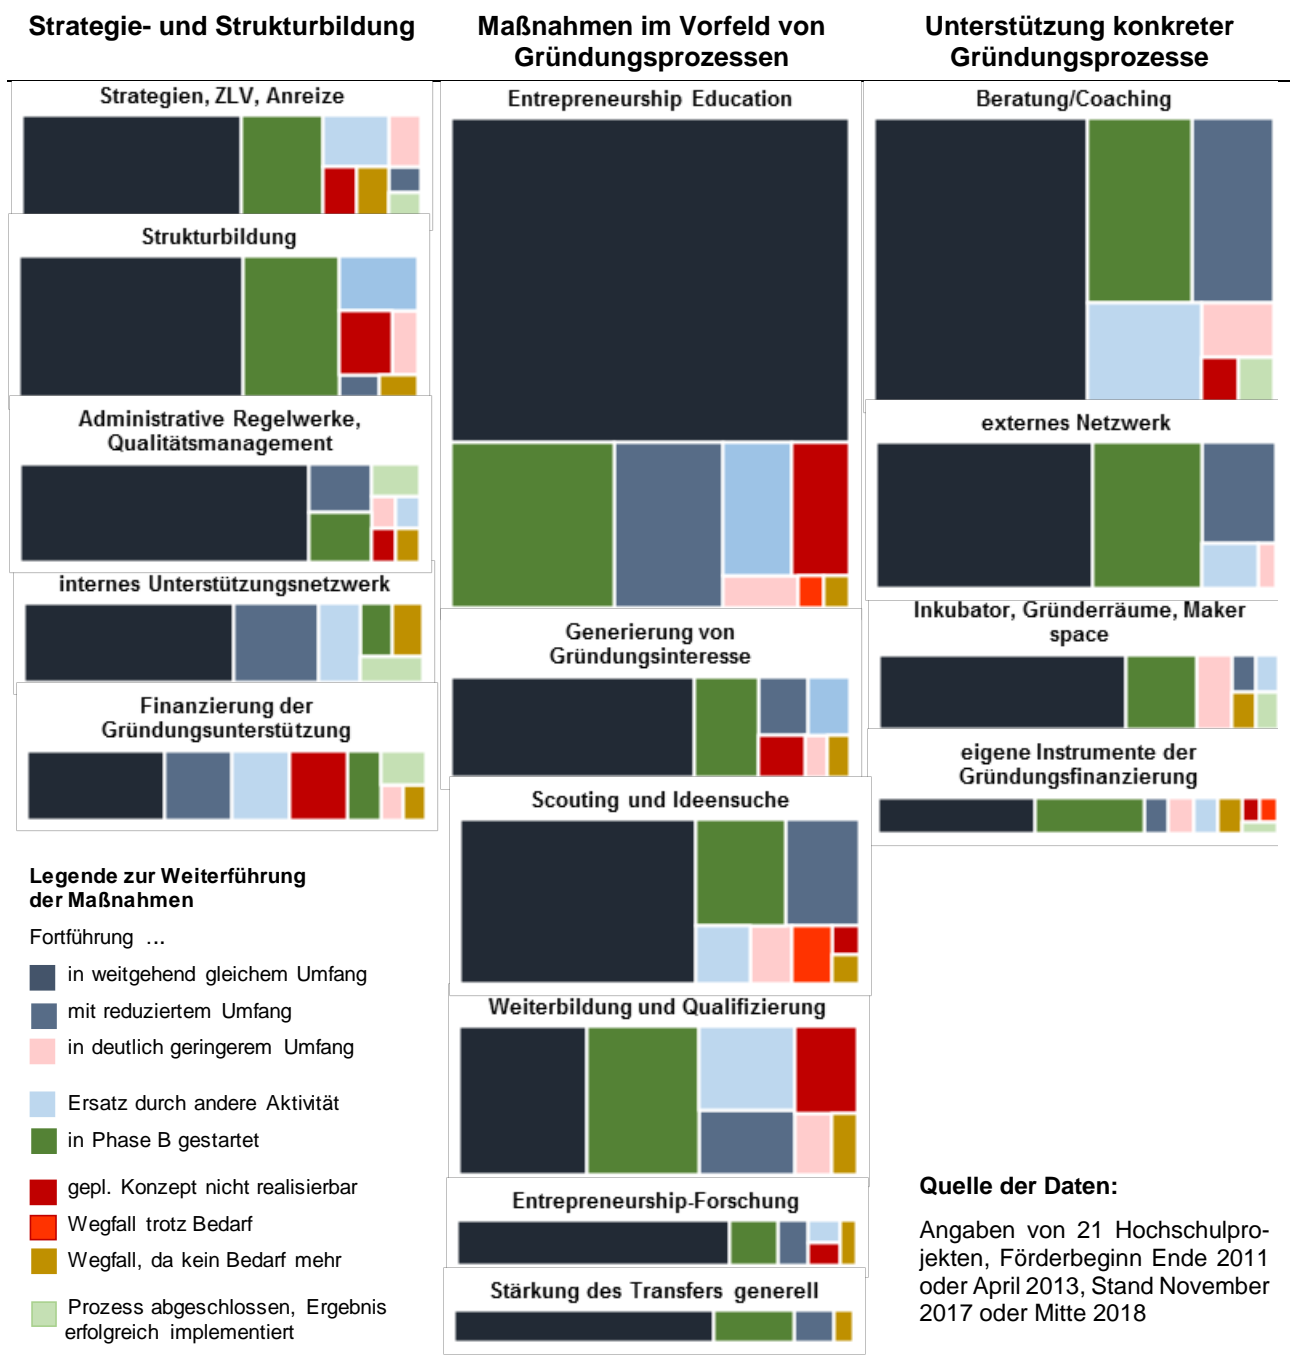 Strategie- und Strukturbildung
Strategien, ZLV, Anreize
Strukturbildung
Administrative Regelwerke,
Qualitätsmanagement
internes Unterstützungsnetzwerk
Finanzierung der
Gründungsunterstützung
Legende zur Weiterführung
der Maßnahmen
Fortführung ...
in weitgehend gleichem Umfang
mit reduziertem Umfang
in deutlich geringerem Umfang
Ersatz durch andere Aktivität
in Phase B gestartet
gepl. Konzept nicht realisierbar
Wegfall trotz Bedarf
Wegfall, da kein Bedarf mehr
Prozess abgeschlossen, Ergebnis
erfolgreich implementiert
Maßnahmen im Vorfeld von
Gründungsprozessen
Entrepreneurship Education
Generierung von
Gründungsinteresse
Scouting und Ideensuche
Weiterbildung und Qualifizierung
Entrepreneurship-Forschung
Stärkung des Transfers generell
Unterstützung konkreter
Gründungsprozesse
Beratung/Coaching
externes Netzwerk
Inkubator, Gründerräume, Maker
space
eigene Instrumente der
Gründungsfinanzierung
Quelle der Daten:
Angaben von 21 Hochschulpro-
jekten, Förderbeginn Ende 2011
oder April 2013, Stand November
2017 oder Mitte 2018